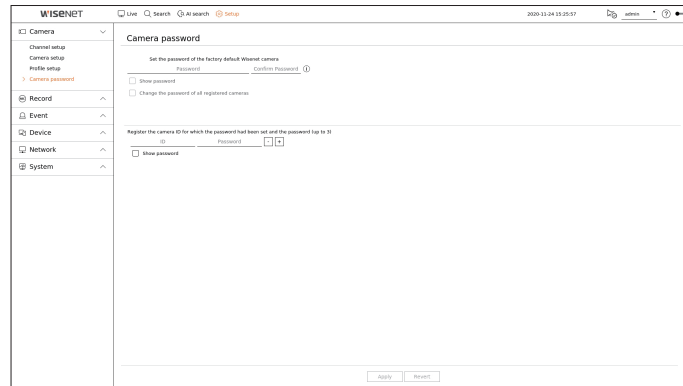 WISENET
Live Search AI search Setup 2020-11-24 15:25:57 admin ?
Camera
Channel setup
Camera setup
Profile setup
> Camera password
Record
Event
Device
Network
System
Camera password
Set the password of the factory default Wisenet camera
Password Confirm Password i
Show password
Change the password of all registered cameras
Register the camera ID for which the password had been set and the password (up to 3)
ID Password - +
Show password
Apply Revert